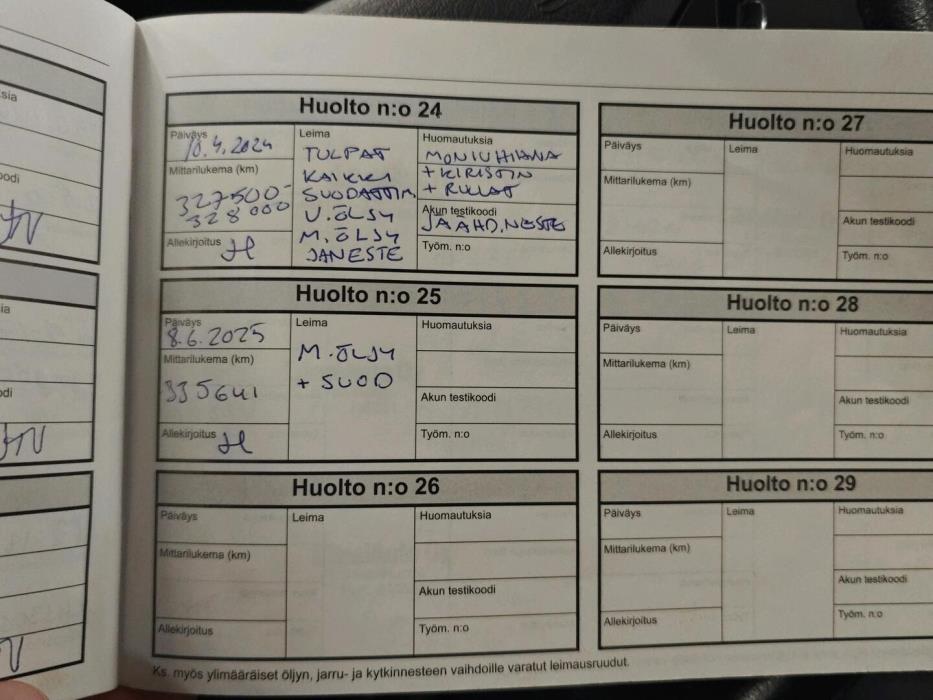 sia
odi
ia
di
Huolto n:o 24
Päiväys
10.4.2024
Mittarilukema (km)
327500-
328000
Allekirjoitus
Leima
TULPAT
KAIKKI
SUODATTIM
V.ÖLJY
M.ÖLJY
JANESTE
Huomautuksia
MONIUHIHNA
+ KIRISTIN
+ RULLAT
Akun testikoodi
JÄÄHD.NESTE
Työm. n:o
Huolto n:o 25
Päiväys
8.6.2025
Mittarilukema (km)
335641
Allekirjoitus
Leima
M.ÖLJY
+ SUOD
Huomautuksia
Akun testikoodi
Työm. n:o
Huolto n:o 26
Päiväys
Mittarilukema (km)
Allekirjoitus
Leima
Huomautuksia
Akun testikoodi
Työm. n:o
Huolto n:o 27
Päiväys
Mittarilukema (km)
Allekirjoitus
Leima
Huomautuksia
Akun testikoodi
Työm. n:o
Huolto n:o 28
Päiväys
Mittarilukema (km)
Allekirjoitus
Leima
Huomautuksia
Akun testikoodi
Työm. n:o
Huolto n:o 29
Päiväys
Mittarilukema (km)
Allekirjoitus
Leima
Huomautuksia
Akun testikoodi
Työm. n:o
Ks. myös ylimääräiset öljyn, jarru- ja kytkinnesteen vaihdoille varatut leimausruudut.